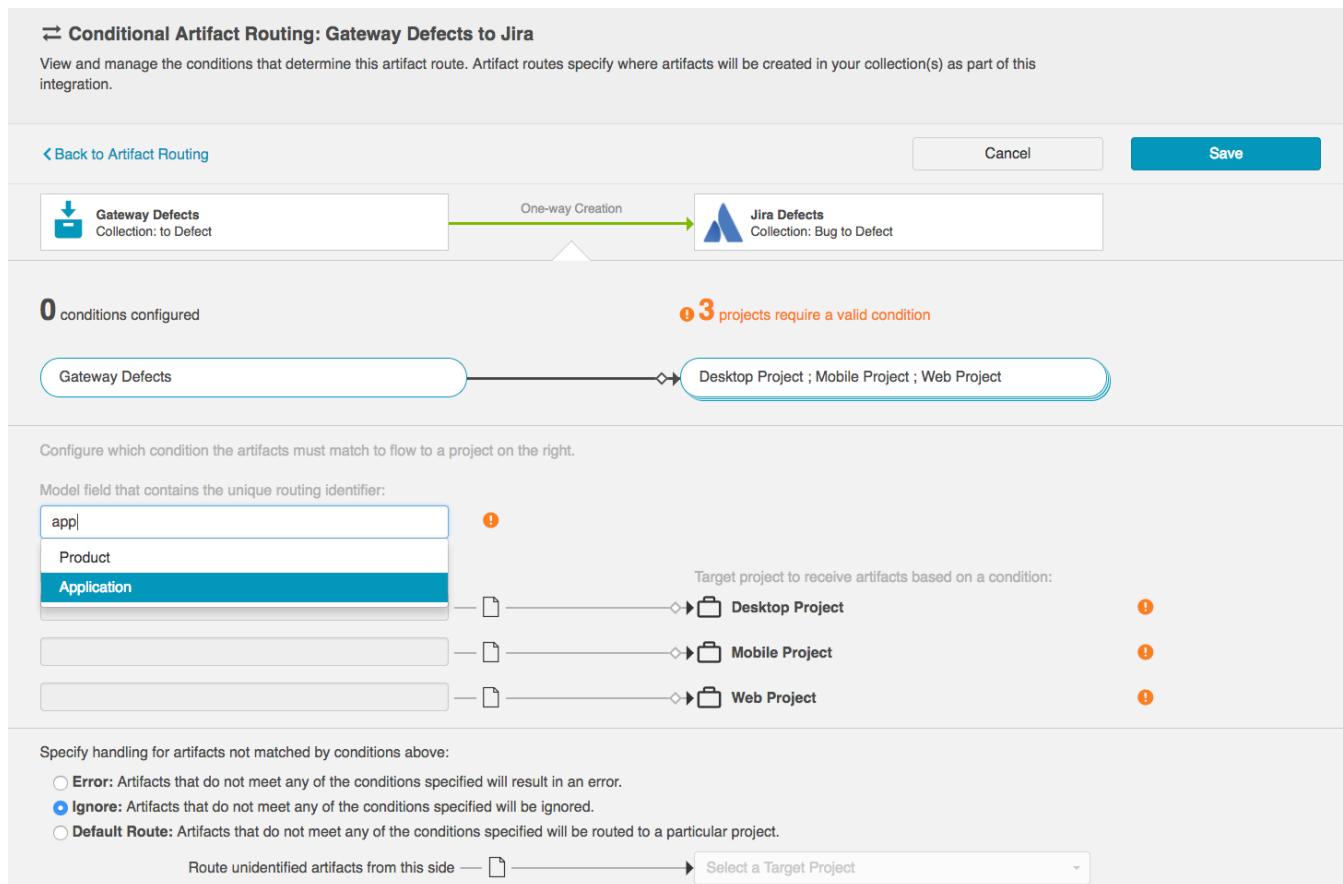 Conditional Artifact Routing: Gateway Defects to Jira
View and manage the conditions that determine this artifact route. Artifact routes specify where artifacts will be created in your collection(s) as part of this
integration.
Back to Artifact Routing
Cancel
Save
Gateway Defects
Collection: to Defect
One-way Creation
Jira Defects
Collection: Bug to Defect
0 conditions configured
3 projects require a valid condition
Gateway Defects
Desktop Project ; Mobile Project ; Web Project
Configure which condition the artifacts must match to flow to a project on the right.
Model field that contains the unique routing identifier:
app
Product
Application
Target project to receive artifacts based on a condition:
Desktop Project
Mobile Project
Web Project
Specify handling for artifacts not matched by conditions above:
Error: Artifacts that do not meet any of the conditions specified will result in an error.
Ignore: Artifacts that do not meet any of the conditions specified will be ignored.
Default Route: Artifacts that do not meet any of the conditions specified will be routed to a particular project.
Route unidentified artifacts from this side
Select a Target Project